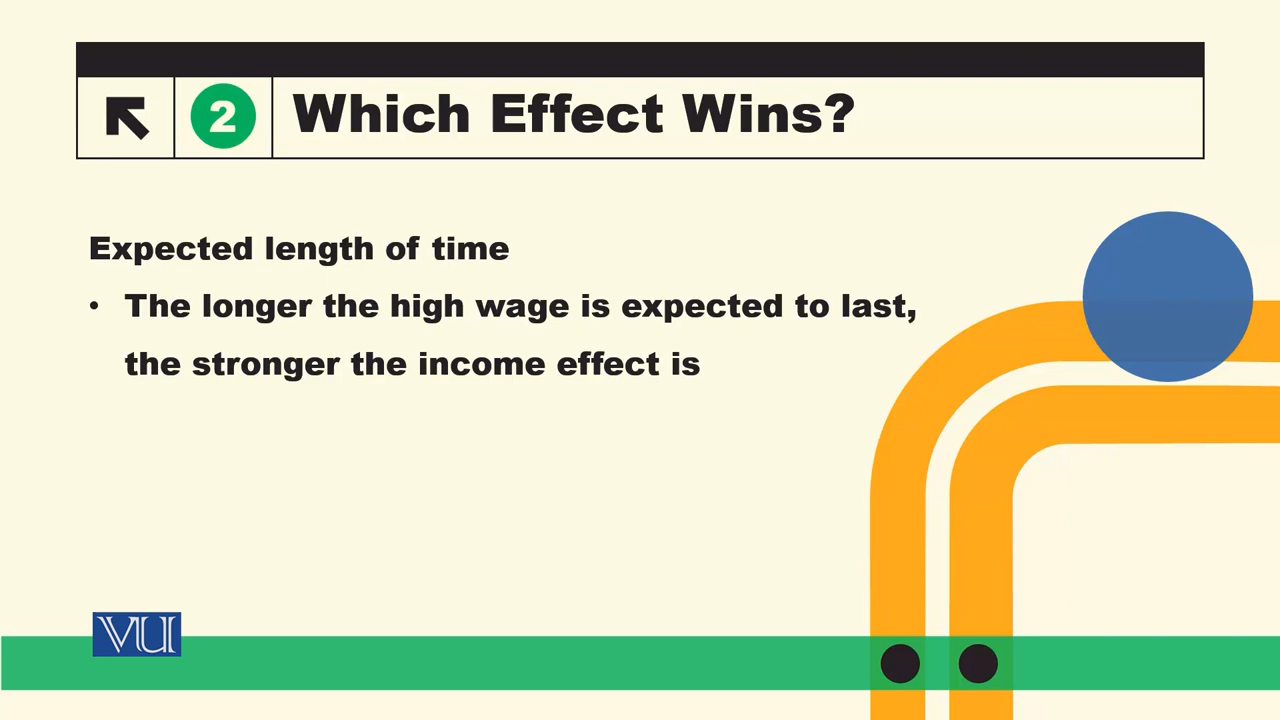 2
Which Effect Wins?
Expected length of time
• The longer the high wage is expected to last,
the stronger the income effect is
VU